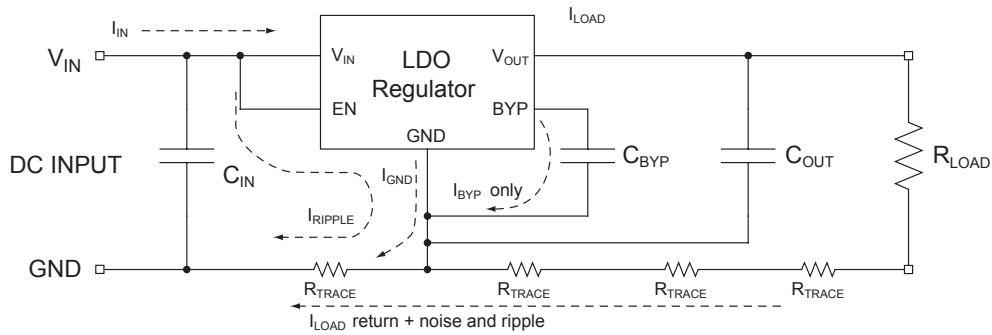 I_LOAD
I_IN
V_IN
V_IN
LDO
Regulator
V_OUT
EN
BYP
GND
DC INPUT
C_IN
I_GND
I_BYP only
C_BYP
C_OUT
R_LOAD
I_RIPPLE
GND
R_TRACE
R_TRACE
R_TRACE
R_TRACE
I_LOAD return + noise and ripple